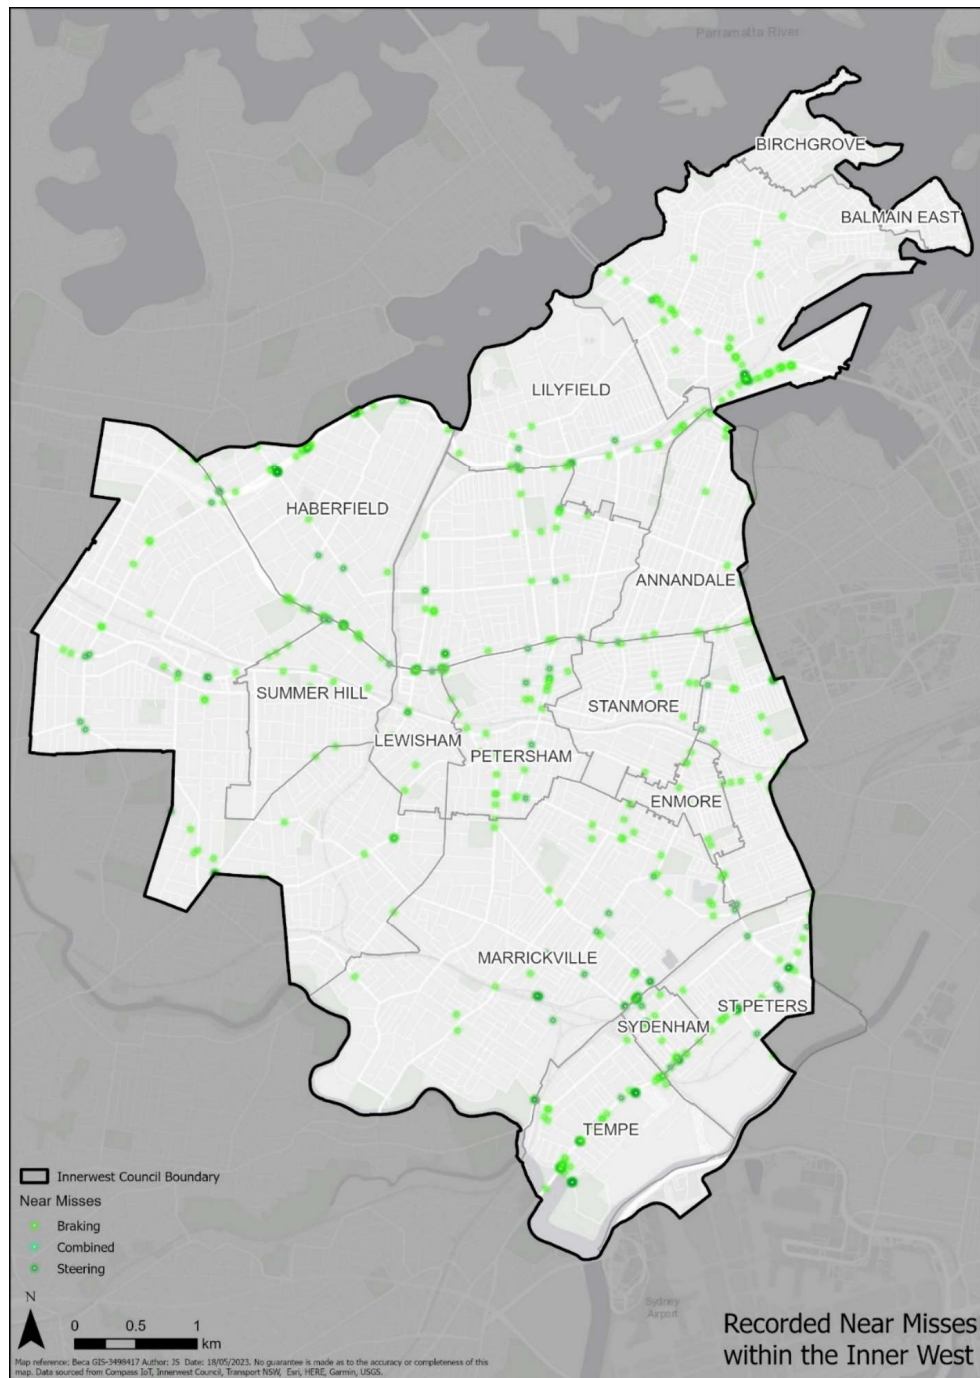 Parramatta River
BIRCHGROVE
BALMAIN EAST
LILYFIELD
HABERFIELD
ANNANDALE
SUMMER HILL
STANMORE
LEWISHAM
PETERSHAM
ENMORE
MARRICKVILLE
ST PETERS
SYDENHAM
TEMPE
Innerwest Council Boundary
Near Misses
Braking
Combined
Steering
N
0 1
km
Sydney
Airport
Recorded Near Misses
within the Inner West
Map reference: Beca GIS-3498417 Author: JS Date: 18/05/2023. No guarantee is made as to the accuracy or completeness of this
map. Data sourced from Compass IoT, Innerwest Council, Transport NSW, Esri, HERE, Garmin, USGS.